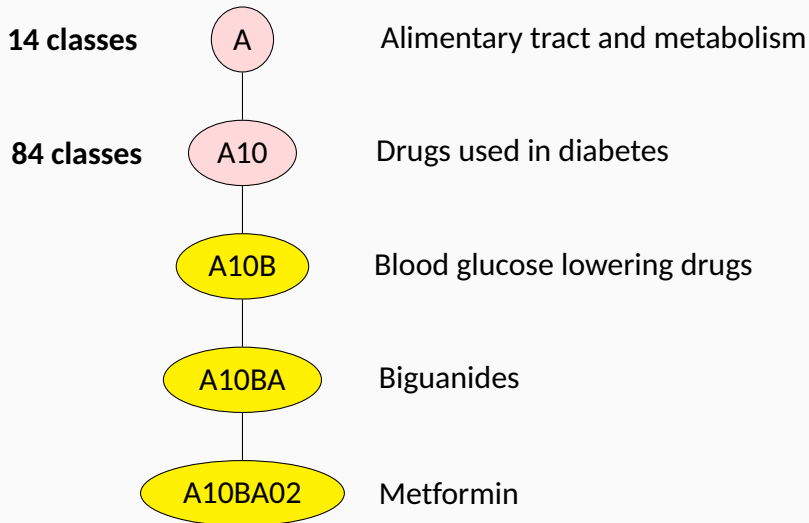 14 classes A Alimentary tract and metabolism
84 classes A10 Drugs used in diabetes
A10B Blood glucose lowering drugs
A10BA Biguanides
A10BA02 Metformin